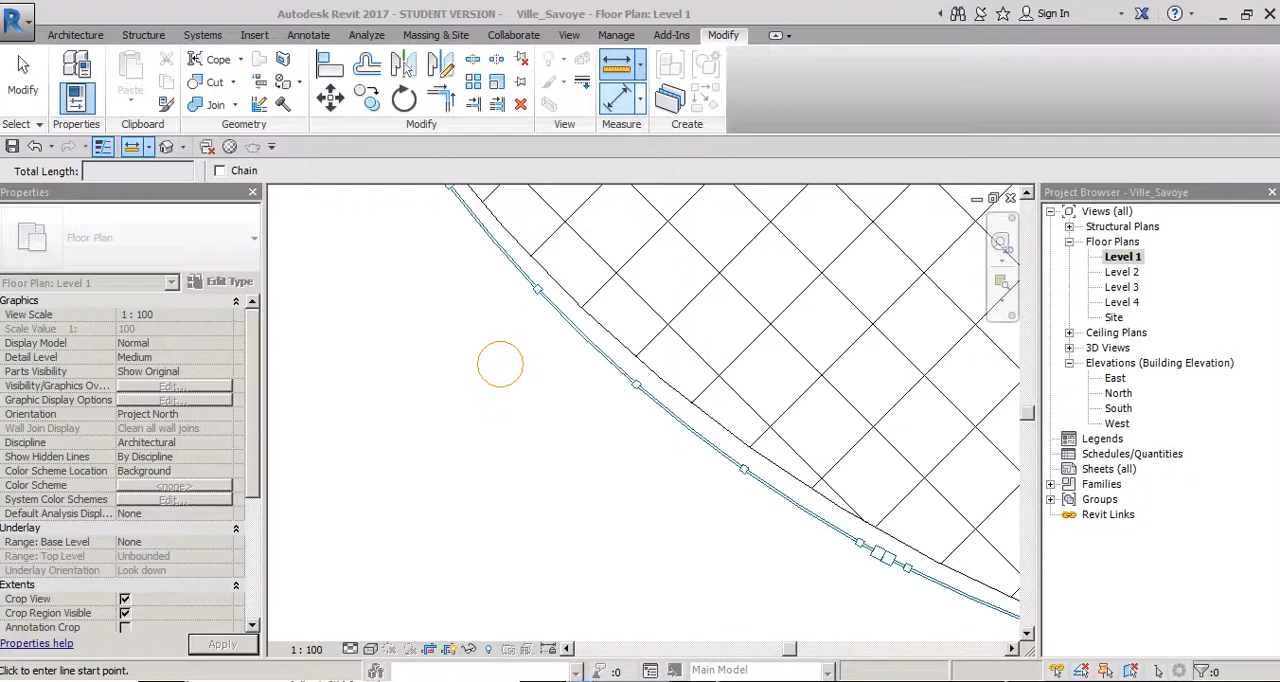 Autodesk Revit 2017 - STUDENT VERSION - Ville_Savoye - Floor Plan: Level 1
Sign In
Architecture Structure Systems Insert Annotate Analyze Massing & Site Collaborate View Manage Add-Ins Modify
Cope
Cut
Modify Paste Join
Select Properties Clipboard Geometry Modify View Measure Create
Total Length: Chain
Properties
Floor Plan
Floor Plan: Level 1 Edit Type
Graphics
View Scale 1 : 100
Scale Value 1: 100
Display Model Normal
Detail Level Medium
Parts Visibility Show Original
Visibility/Graphics Ov... Edit...
Graphic Display Options Edit...
Orientation Project North
Wall Join Display Clean all wall joins
Discipline Architectural
Show Hidden Lines By Discipline
Color Scheme Location Background
Color Scheme <none>
System Color Schemes Edit...
Default Analysis Displ... None
Underlay
Range: Base Level None
Range: Top Level Unbounded
Underlay Orientation Look down
Extents
Crop View
Crop Region Visible
Annotation Crop
Properties help Apply
Project Browser - Ville_Savoye
Views (all)
Structural Plans
Floor Plans
Level 1
Level 2
Level 3
Level 4
Site
Ceiling Plans
3D Views
Elevations (Building Elevation)
East
North
South
West
Legends
Schedules/Quantities
Sheets (all)
Families
Groups
Revit Links
1 : 100
Click to enter line start point. :0 Main Model :0